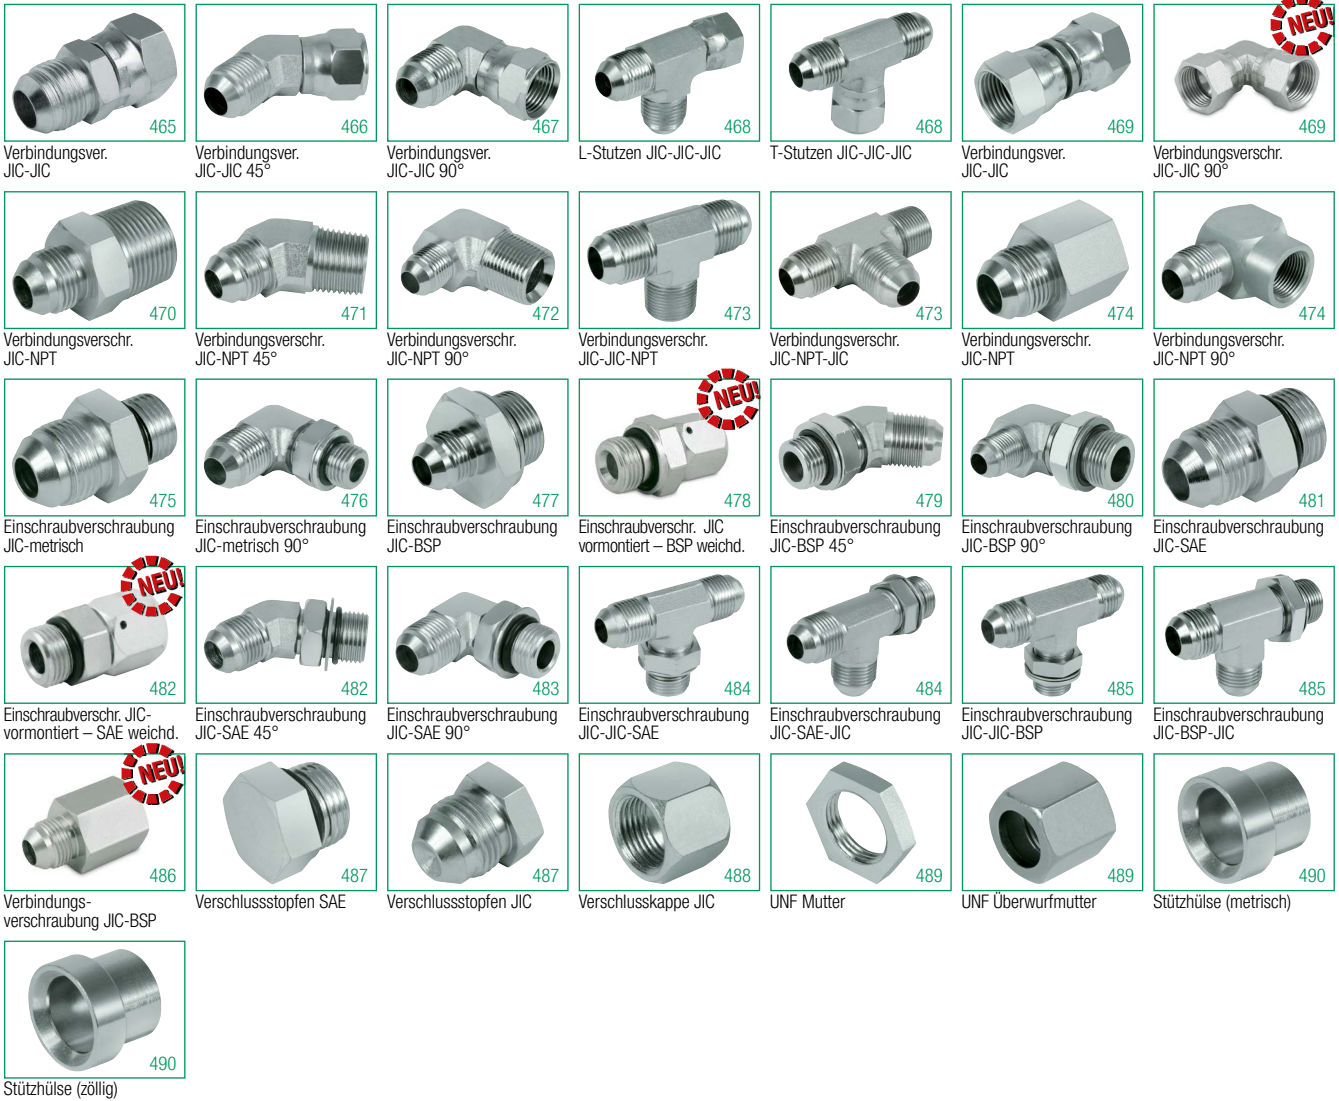 465
Verbindungsver.
JIC-JIC
466
Verbindungsver.
JIC-JIC 45°
467
Verbindungsver.
JIC-JIC 90°
468
L-Stutzen JIC-JIC-JIC
468
T-Stutzen JIC-JIC-JIC
469
Verbindungsver.
JIC-JIC
NEU!
469
Verbindungsverschr.
JIC-JIC 90°
470
Verbindungsverschr.
JIC-NPT
471
Verbindungsverschr.
JIC-NPT 45°
472
Verbindungsverschr.
JIC-NPT 90°
473
Verbindungsverschr.
JIC-JIC-NPT
473
Verbindungsverschr.
JIC-NPT-JIC
474
Verbindungsverschr.
JIC-NPT
474
Verbindungsverschr.
JIC-NPT 90°
475
Einschraubverschraubung
JIC-metrisch
476
Einschraubverschraubung
JIC-metrisch 90°
477
Einschraubverschraubung
JIC-BSP
NEU!
478
Einschraubverschr. JIC
vormontiert – BSP weichd.
479
Einschraubverschraubung
JIC-BSP 45°
480
Einschraubverschraubung
JIC-BSP 90°
481
Einschraubverschraubung
JIC-SAE
NEU!
482
Einschraubverschr. JIC-
vormontiert – SAE weichd.
482
Einschraubverschraubung
JIC-SAE 45°
483
Einschraubverschraubung
JIC-SAE 90°
484
Einschraubverschraubung
JIC-JIC-SAE
484
Einschraubverschraubung
JIC-SAE-JIC
485
Einschraubverschraubung
JIC-JIC-BSP
485
Einschraubverschraubung
JIC-BSP-JIC
NEU!
486
Verbindungs-
verschraubung JIC-BSP
487
Verschlussstopfen SAE
487
Verschlussstopfen JIC
488
Verschlusskappe JIC
489
UNF Mutter
489
UNF Überwurfmutter
490
Stützhülse (metrisch)
490
Stützhülse (zöllig)